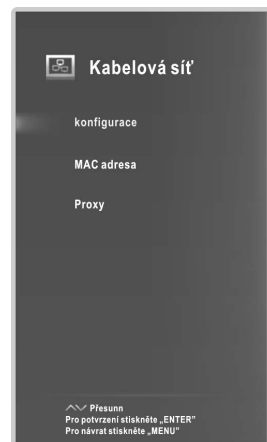 Kabelová síť
konfigurace
MAC adresa
Proxy
Přesunn
Pro potvrzení stiskněte „ENTER"
Pro návrat stiskněte „MENU"